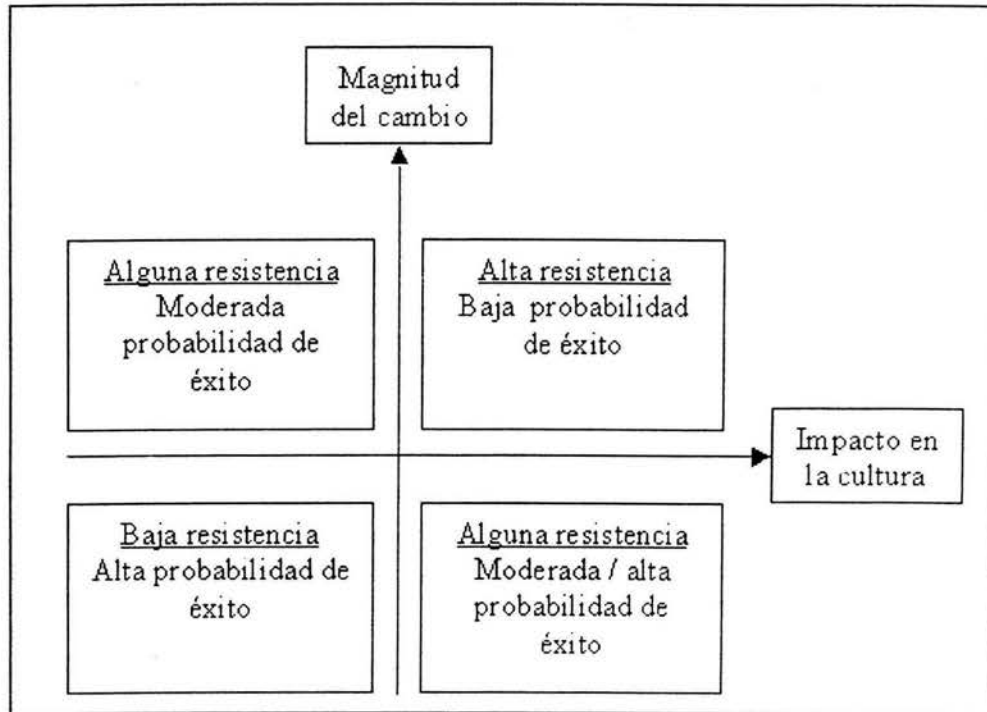 Magnitud
del cambio
Alguna resistencia
Moderada
probabilidad de
éxito
Alta resistencia
Baja probabilidad
de éxito
Impacto en
la cultura
Baja resistencia
Alta probabilidad de
éxito
Alguna resistencia
Moderada / alta
probabilidad de
éxito